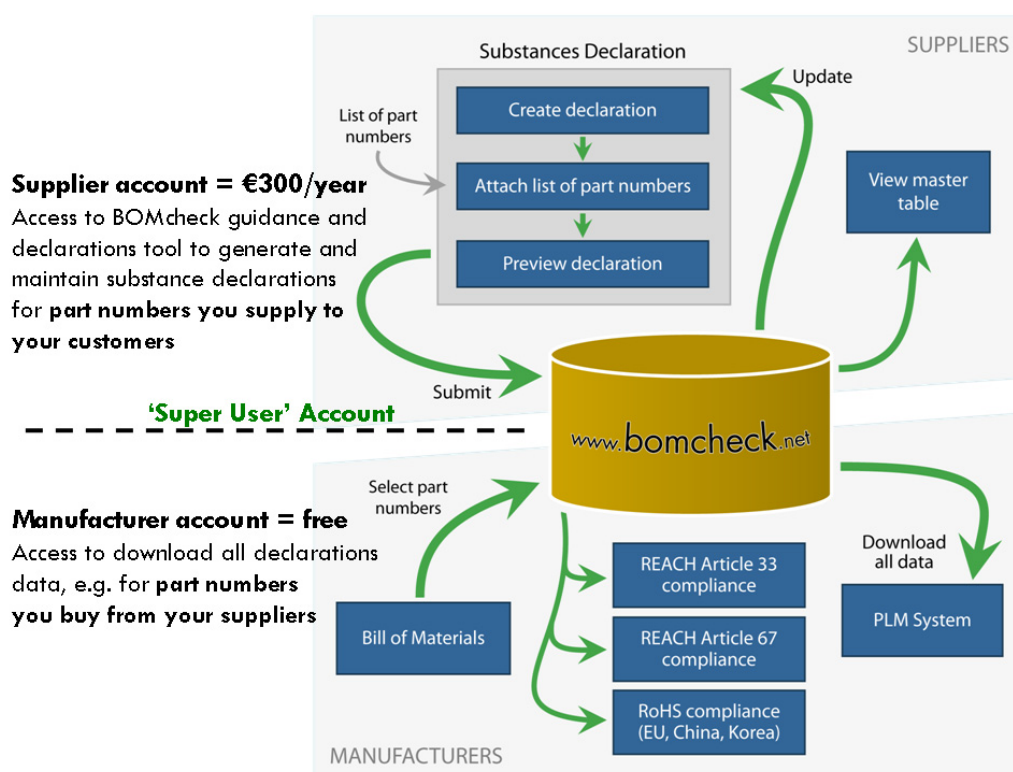 SUPPLIERS
Substances Declaration
Update
Create declaration
List of part
numbers
Attach list of part numbers
View master
table
Preview declaration
Supplier account = €300/year
Access to BOMcheck guidance and
declarations tool to generate and
maintain substance declarations
for part numbers you supply to
your customers
Submit
‘Super User’ Account
www.bomcheck.net
Select part
numbers
Manufacturer account = free
Access to download all declarations
data, e.g. for part numbers
you buy from your suppliers
Bill of Materials
REACH Article 33
compliance
REACH Article 67
compliance
RoHS compliance
(EU, China, Korea)
Download
all data
PLM System
MANUFACTURERS